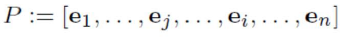 P := [e₁, . . . , eⱼ, . . . , eᵢ, . . . , eₙ]